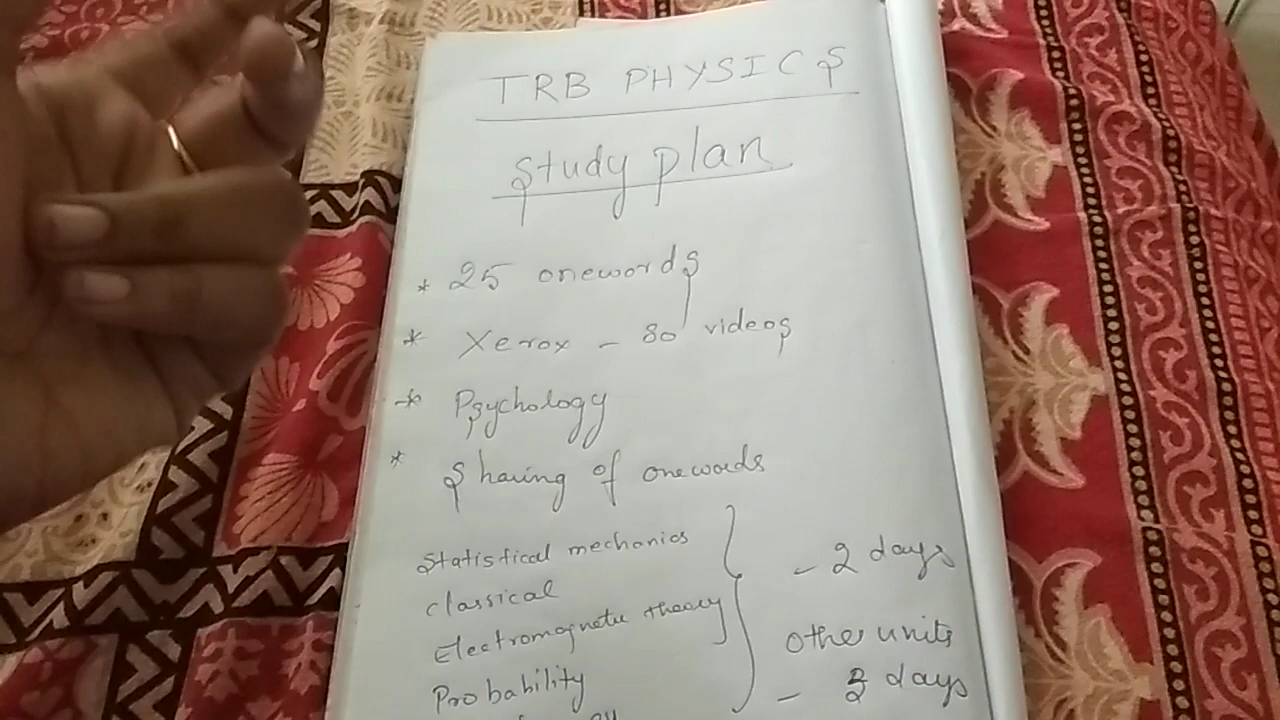 TRB PHYSICS
Study plan
* 25 onewords
* Xerox - 80 videos
* Psychology
* Sharing of onewords
Statistical mechanics
classical
Electromagnetic theory
Probability
- 2 days
Other units
- 3 days